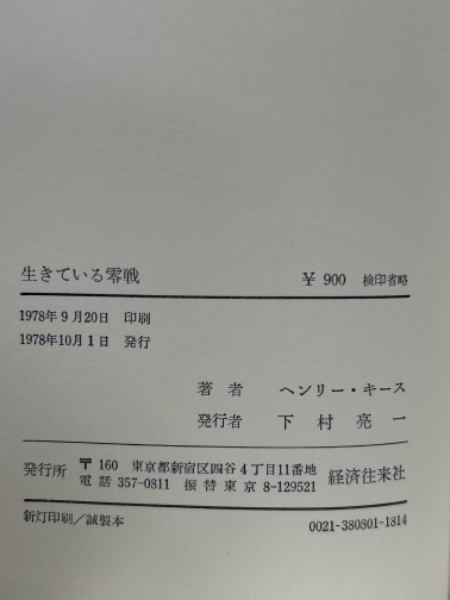 生きている零戦 ¥ 900 検印省略
1978年9月20日 印刷
1978年10月1日 発行
著者 ヘンリー・キース
発行者 下村亮一
発行所 〒160 東京都新宿区四谷4丁目11番地 経済往来社
電話 357-0811 振替東京 8-129521
新灯印刷/誠製本 0021-380801-1814